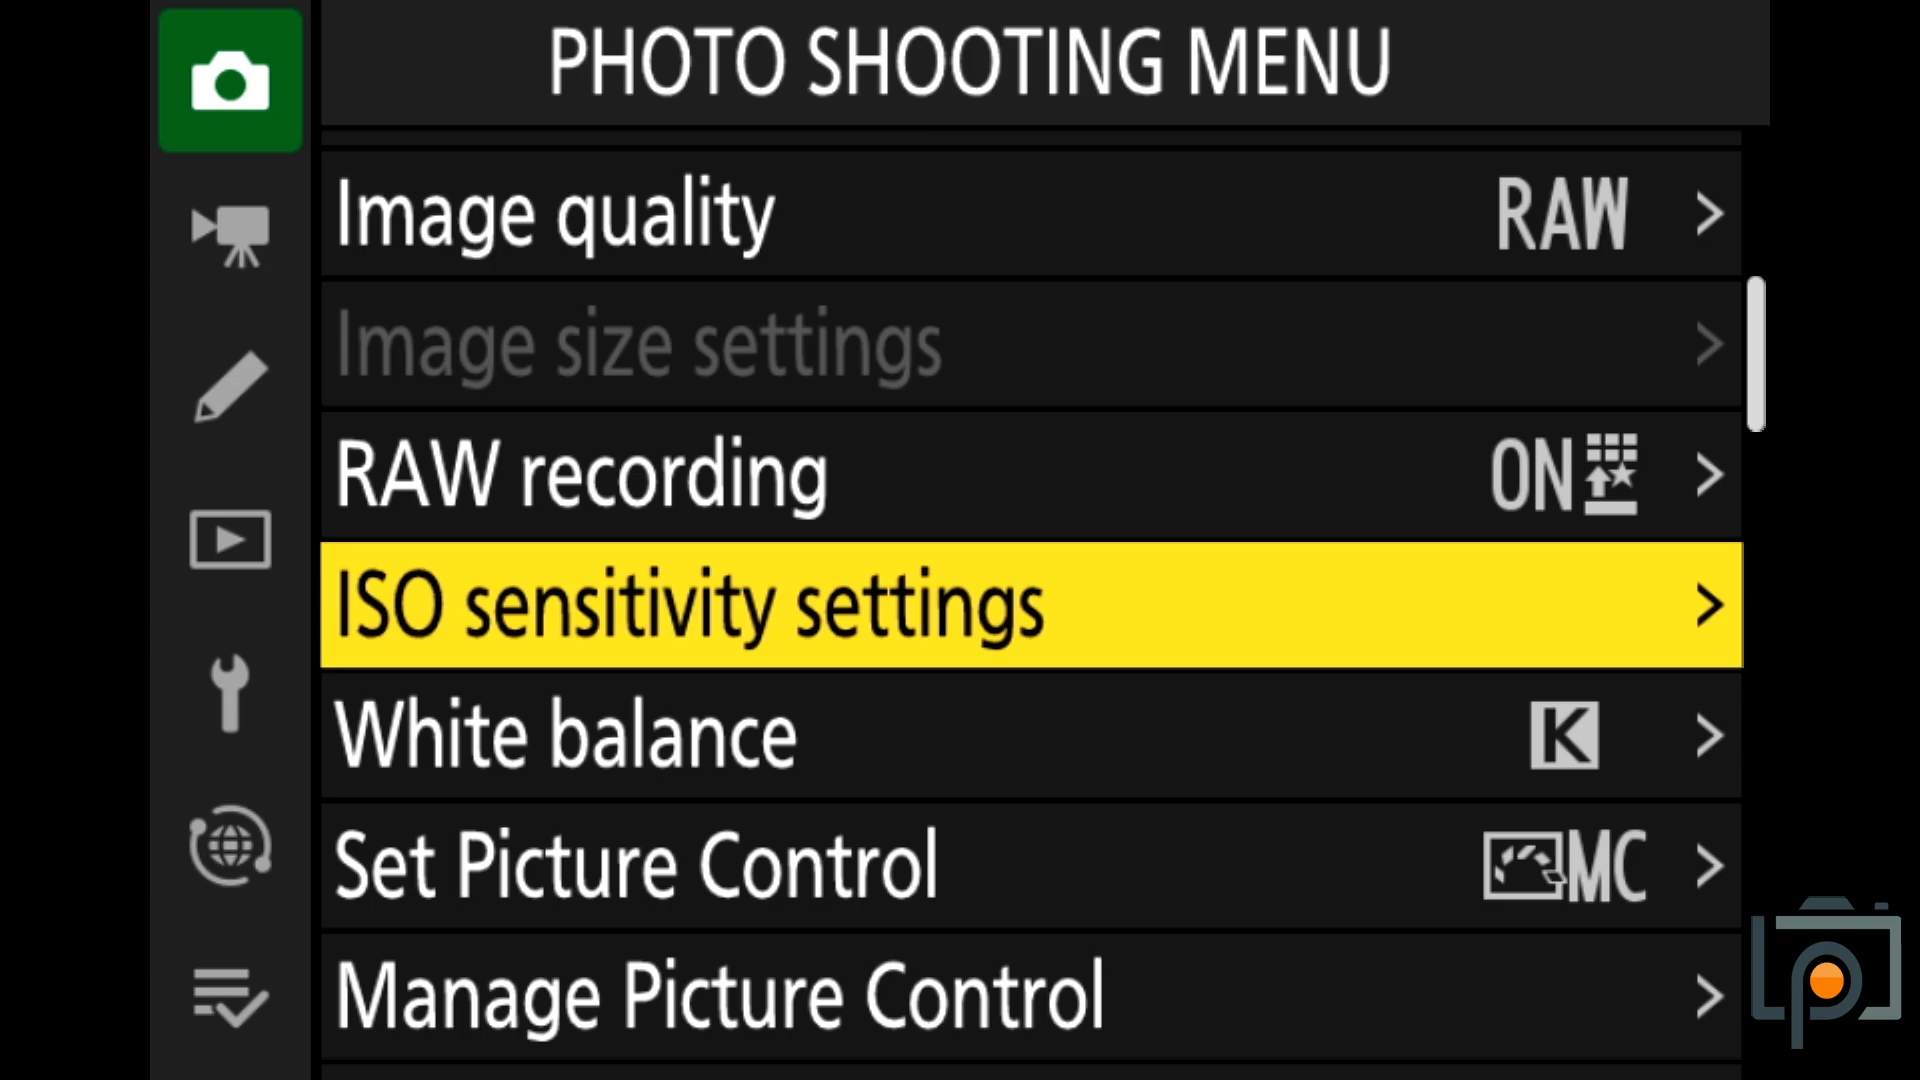 PHOTO SHOOTING MENU
Image quality RAW >
Image size settings >
RAW recording ON >
ISO sensitivity settings >
White balance K >
Set Picture Control MC >
Manage Picture Control >